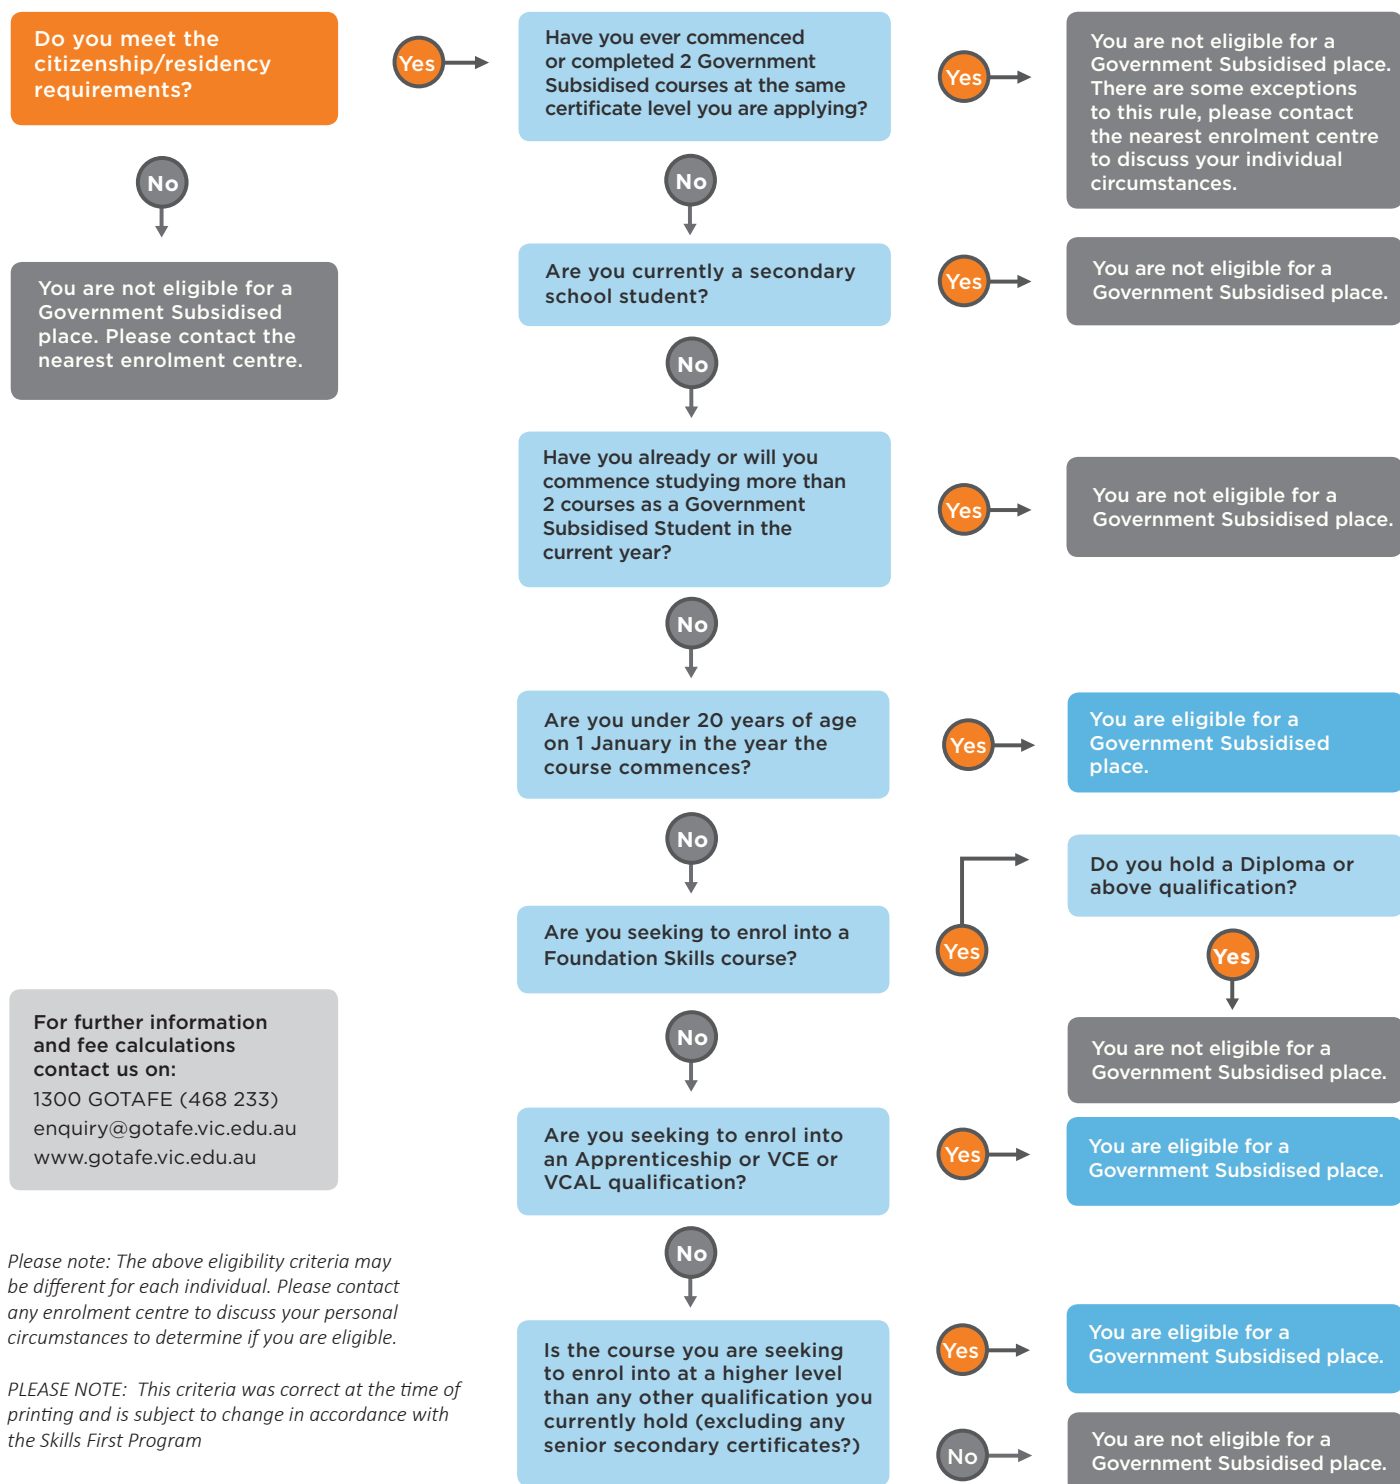 Do you meet the
citizenship/residency
requirements?
Yes
Have you ever commenced
or completed 2 Government
Subsidised courses at the same
certificate level you are applying?
Yes
You are not eligible for a
Government Subsidised place.
There are some exceptions
to this rule, please contact
the nearest enrolment centre
to discuss your individual
circumstances.
No
You are not eligible for a
Government Subsidised
place. Please contact the
nearest enrolment centre.
No
Are you currently a secondary
school student?
Yes
You are not eligible for a
Government Subsidised place.
No
Have you already or will you
commence studying more than
2 courses as a Government
Subsidised Student in the
current year?
Yes
You are not eligible for a
Government Subsidised place.
No
Are you under 20 years of age
on 1 January in the year the
course commences?
Yes
You are eligible for a
Government Subsidised
place.
No
Are you seeking to enrol into a
Foundation Skills course?
Yes
Do you hold a Diploma or
above qualification?
Yes
You are not eligible for a
Government Subsidised place.
No
Are you seeking to enrol into
an Apprenticeship or VCE or
VCAL qualification?
Yes
You are eligible for a
Government Subsidised place.
No
Is the course you are seeking
to enrol into at a higher level
than any other qualification you
currently hold (excluding any
senior secondary certificates?)
Yes
You are eligible for a
Government Subsidised place.
No
You are not eligible for a
Government Subsidised place.
For further information
and fee calculations
contact us on:
1300 GOTAFE (468 233)
enquiry@gotafe.vic.edu.au
www.gotafe.vic.edu.au
Please note: The above eligibility criteria may
be different for each individual. Please contact
any enrolment centre to discuss your personal
circumstances to determine if you are eligible.
PLEASE NOTE: This criteria was correct at the time of
printing and is subject to change in accordance with
the Skills First Program